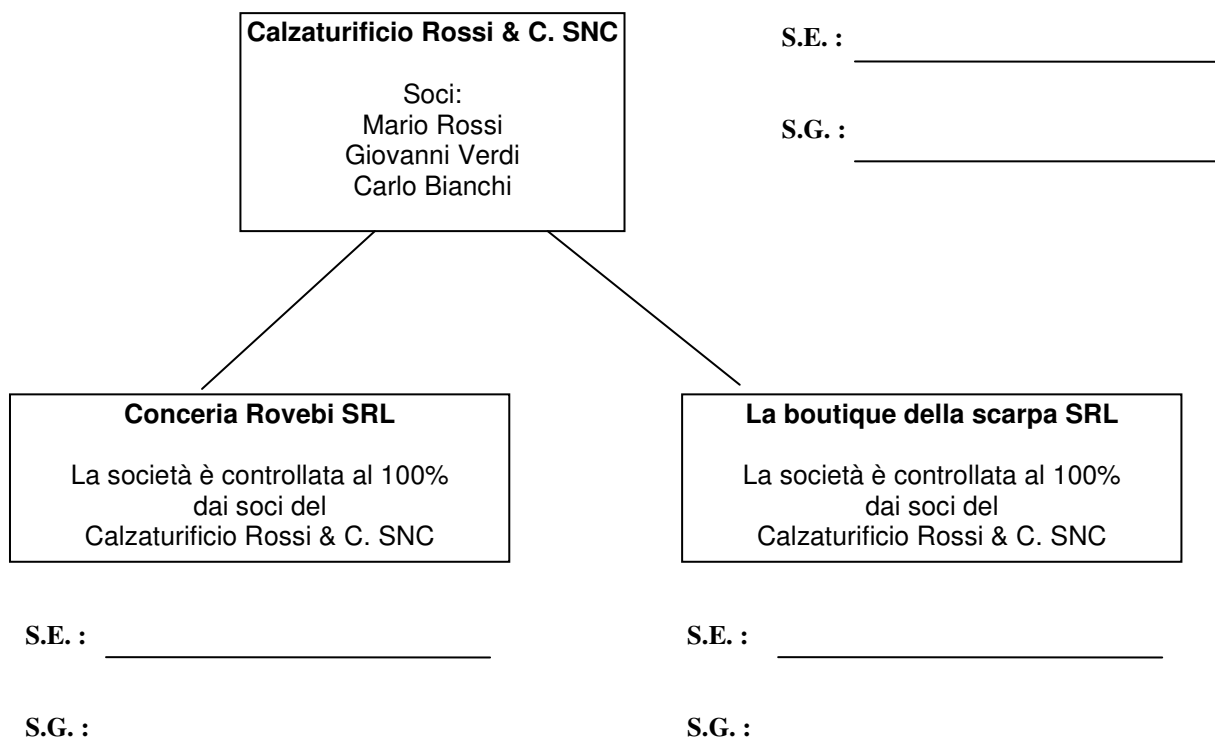 Calzaturificio Rossi & C. SNC
Soci:
Mario Rossi
Giovanni Verdi
Carlo Bianchi
S.E. :
S.G. :
Conceria Rovebi SRL
La società è controllata al 100%
dai soci del
Calzaturificio Rossi & C. SNC
S.E. :
S.G. :
La boutique della scarpa SRL
La società è controllata al 100%
dai soci del
Calzaturificio Rossi & C. SNC
S.E. :
S.G. :